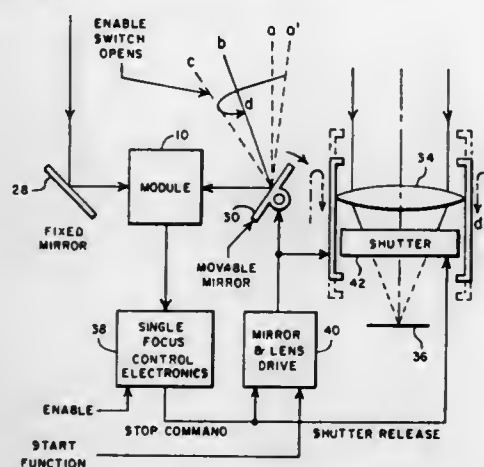 ENABLE
SWITCH
OPENS
c
b
a
a'
d
10
MODULE
28
FIXED
MIRROR
30
MOVABLE
MIRROR
34
d
SHUTTER
42
36
38
SINGLE
FOCUS
CONTROL
ELECTRONICS
MIRROR
& LENS
DRIVE
40
ENABLE
STOP COMMAND
SHUTTER RELEASE
START
FUNCTION